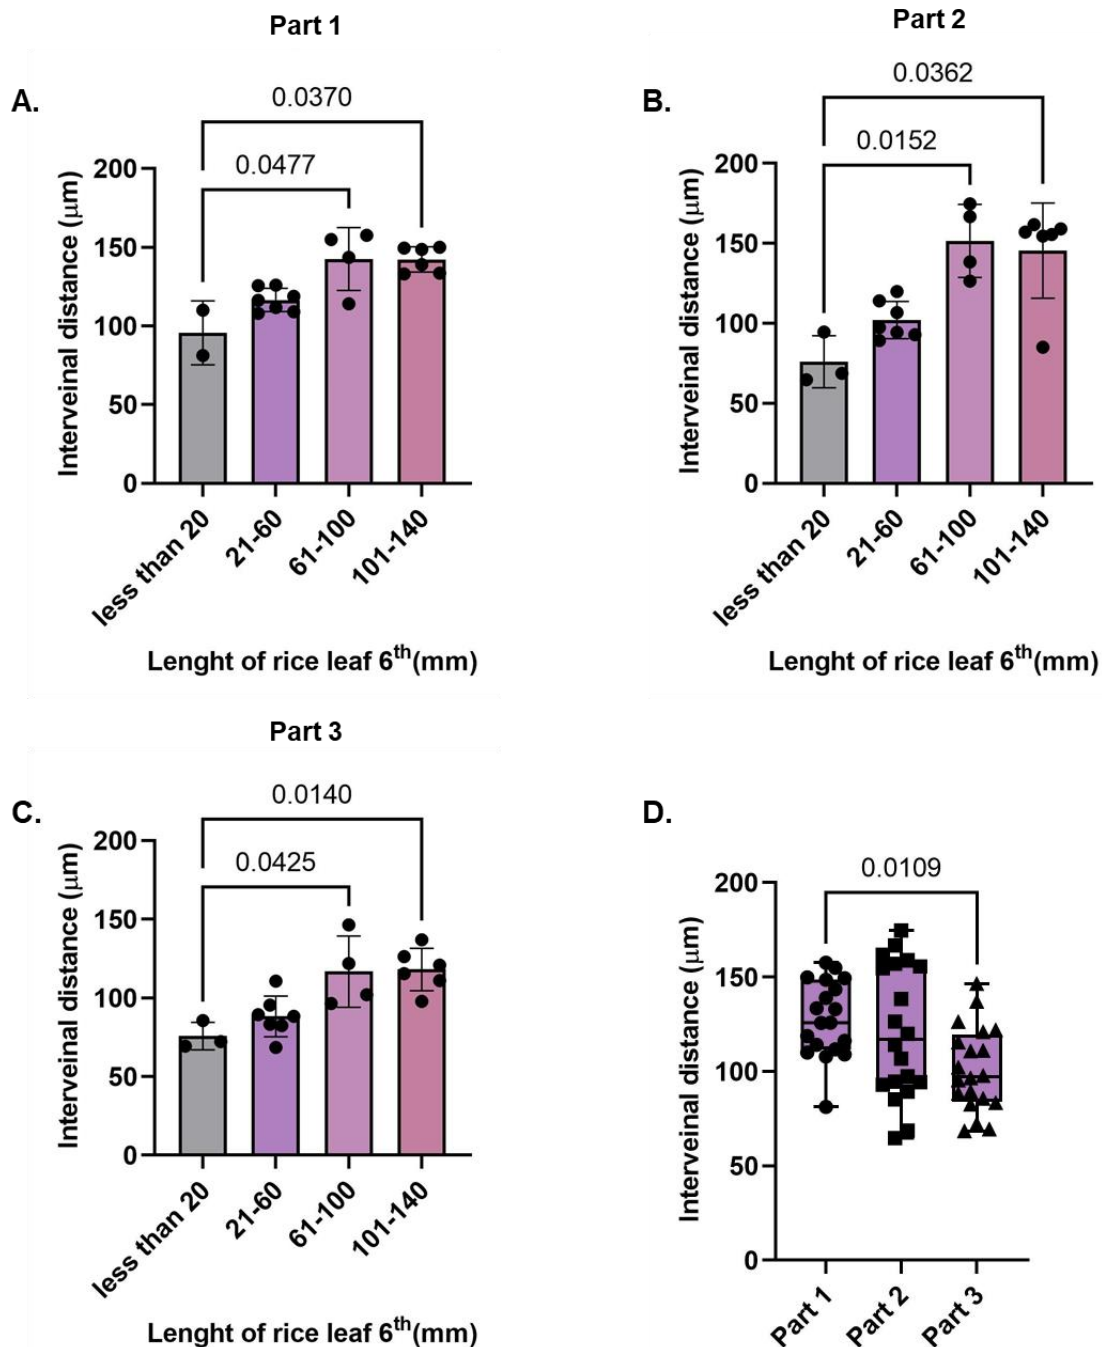 Part 1
A.
0.0370
0.0477
200
150
100
50
0
Interveinal distance (μm)
less than 20
21-60
61-100
101-140
Lenght of rice leaf 6th(mm)
Part 2
B.
0.0362
0.0152
200
150
100
50
0
Interveinal distance (μm)
less than 20
21-60
61-100
101-140
Lenght of rice leaf 6th(mm)
Part 3
C.
0.0140
0.0425
200
150
100
50
0
Interveinal distance (μm)
less than 20
21-60
61-100
101-140
Lenght of rice leaf 6th(mm)
D.
0.0109
200
150
100
50
0
Interveinal distance (μm)
Part 1
Part 2
Part 3